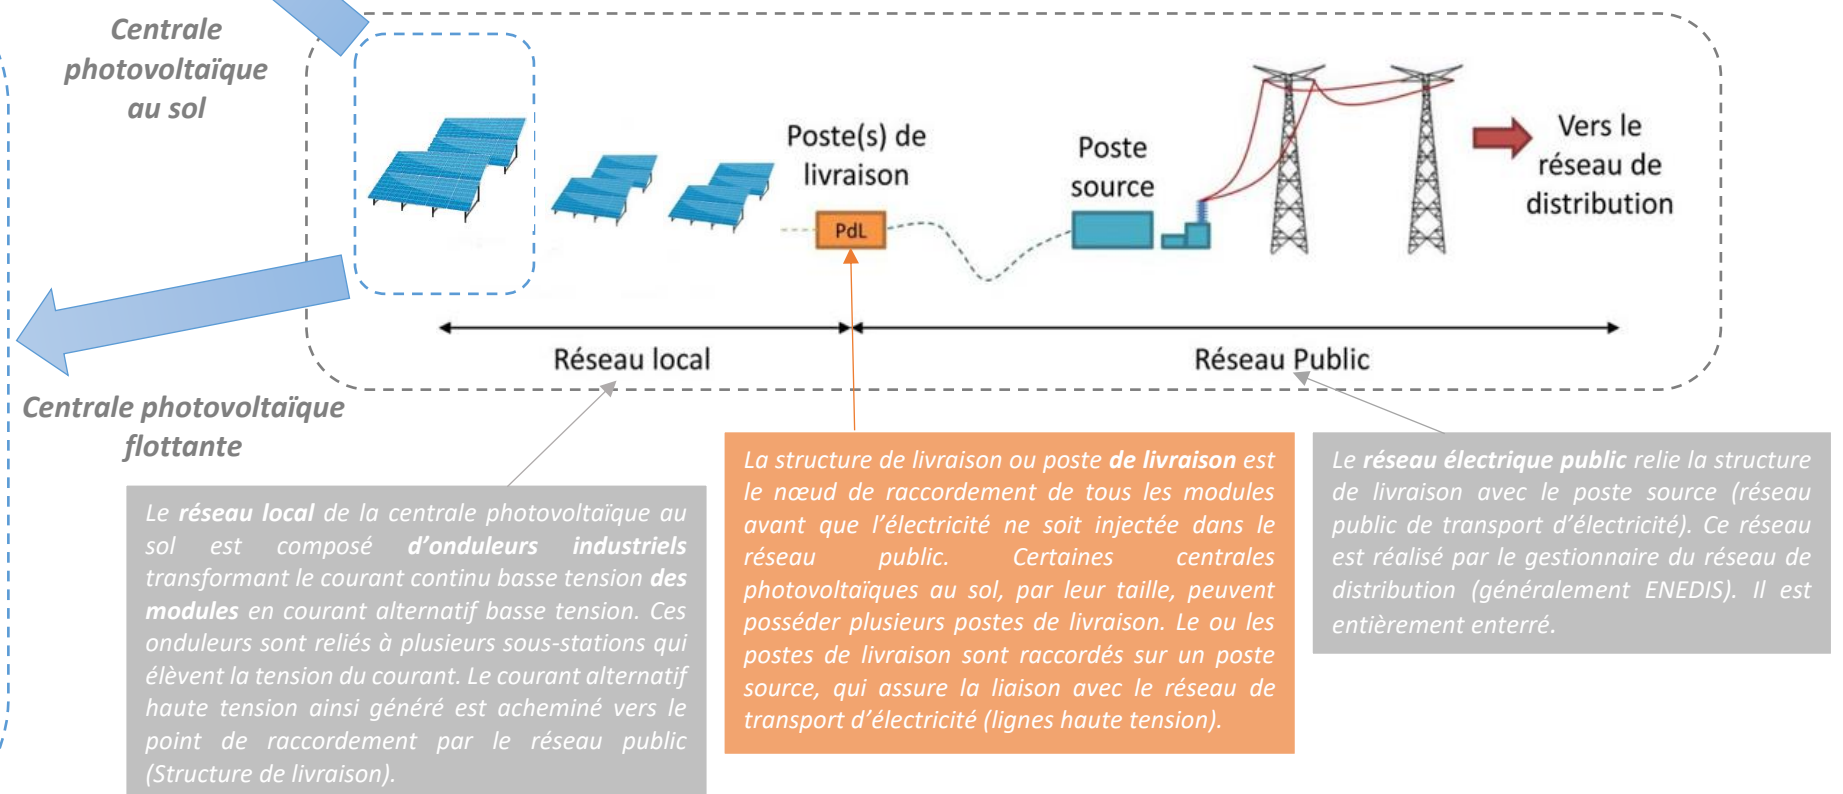 Centrale
photovoltaïque
au sol
Poste(s) de
livraison
PdL
Poste
source
Vers le
réseau de
distribution
Réseau local
Réseau Public
Centrale photovoltaïque
flottante
Le réseau local de la centrale photovoltaïque au
sol est composé d'onduleurs industriels
transformant le courant continu basse tension des
modules en courant alternatif basse tension. Ces
onduleurs sont reliés à plusieurs sous-stations qui
élèvent la tension du courant. Le courant alternatif
haute tension ainsi généré est acheminé vers le
point de raccordement par le réseau public
(Structure de livraison).
La structure de livraison ou poste de livraison est
le nœud de raccordement de tous les modules
avant que l'électricité ne soit injectée dans le
réseau public. Certaines centrales
photovoltaïques au sol, par leur taille, peuvent
posséder plusieurs postes de livraison. Le ou les
postes de livraison sont raccordés sur un poste
source, qui assure la liaison avec le réseau de
transport d'électricité (lignes haute tension).
Le réseau électrique public relie la structure
de livraison avec le poste source (réseau
public de transport d'électricité). Ce réseau
est réalisé par le gestionnaire du réseau de
distribution (généralement ENEDIS). Il est
entièrement enterré.